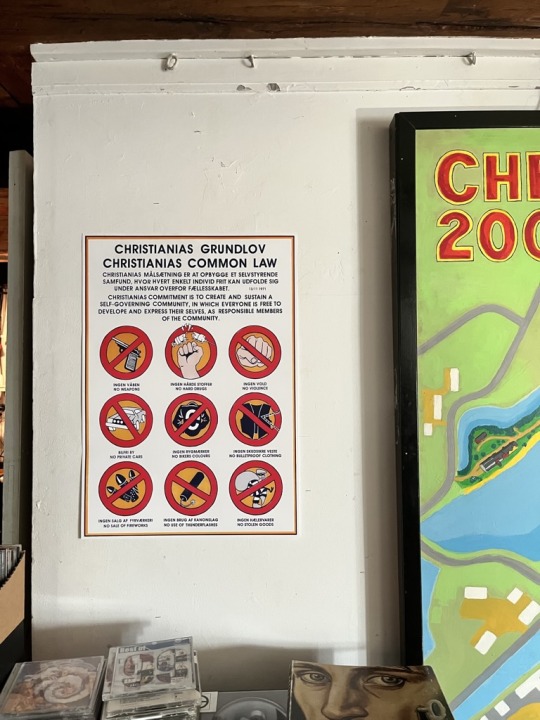 CHRISTIANIAS GRUNDLOV
CHRISTIANIAS COMMON LAW
CHRISTIANIAS MÅLSÆTNING ER AT OPBYGGE ET SELVSTYRENDE
SAMFUND, HVOR HVERT ENKELT INDIVID FRIT KAN UDFOLDE SIG
UNDER ANSVAR OVERFOR FÆLLESSKABET.
CHRISTIANIAS COMMITMENT IS TO CREATE AND SUSTAIN A
SELF-GOVERNING COMMUNITY, IN WHICH EVERYONE IS FREE TO
DEVELOP AND EXPRESS THEIR SELVES, AS RESPONSIBLE MEMBERS
OF THE COMMUNITY.
INGEN VÅBEN
NO WEAPONS
INGEN HÅRDE STOFFER
NO HARD DRUGS
INGEN VOLD
NO VIOLENCE
BILFRI BY
NO PRIVATE CARS
INGEN RYGMÆRKER
NO BIKERS COLOURS
INGEN SKUDSIKRE VESTE
NO BULLETPROOF CLOTHING
INGEN SALG AF FYRVÆRKERI
NO SALE OF FIREWORKS
INGEN BRUG AF KANONSLAG
NO USE OF THUNDERFLASHES
INGEN HÆLERVARER
NO STOLEN GOODS
CH
200
Best of